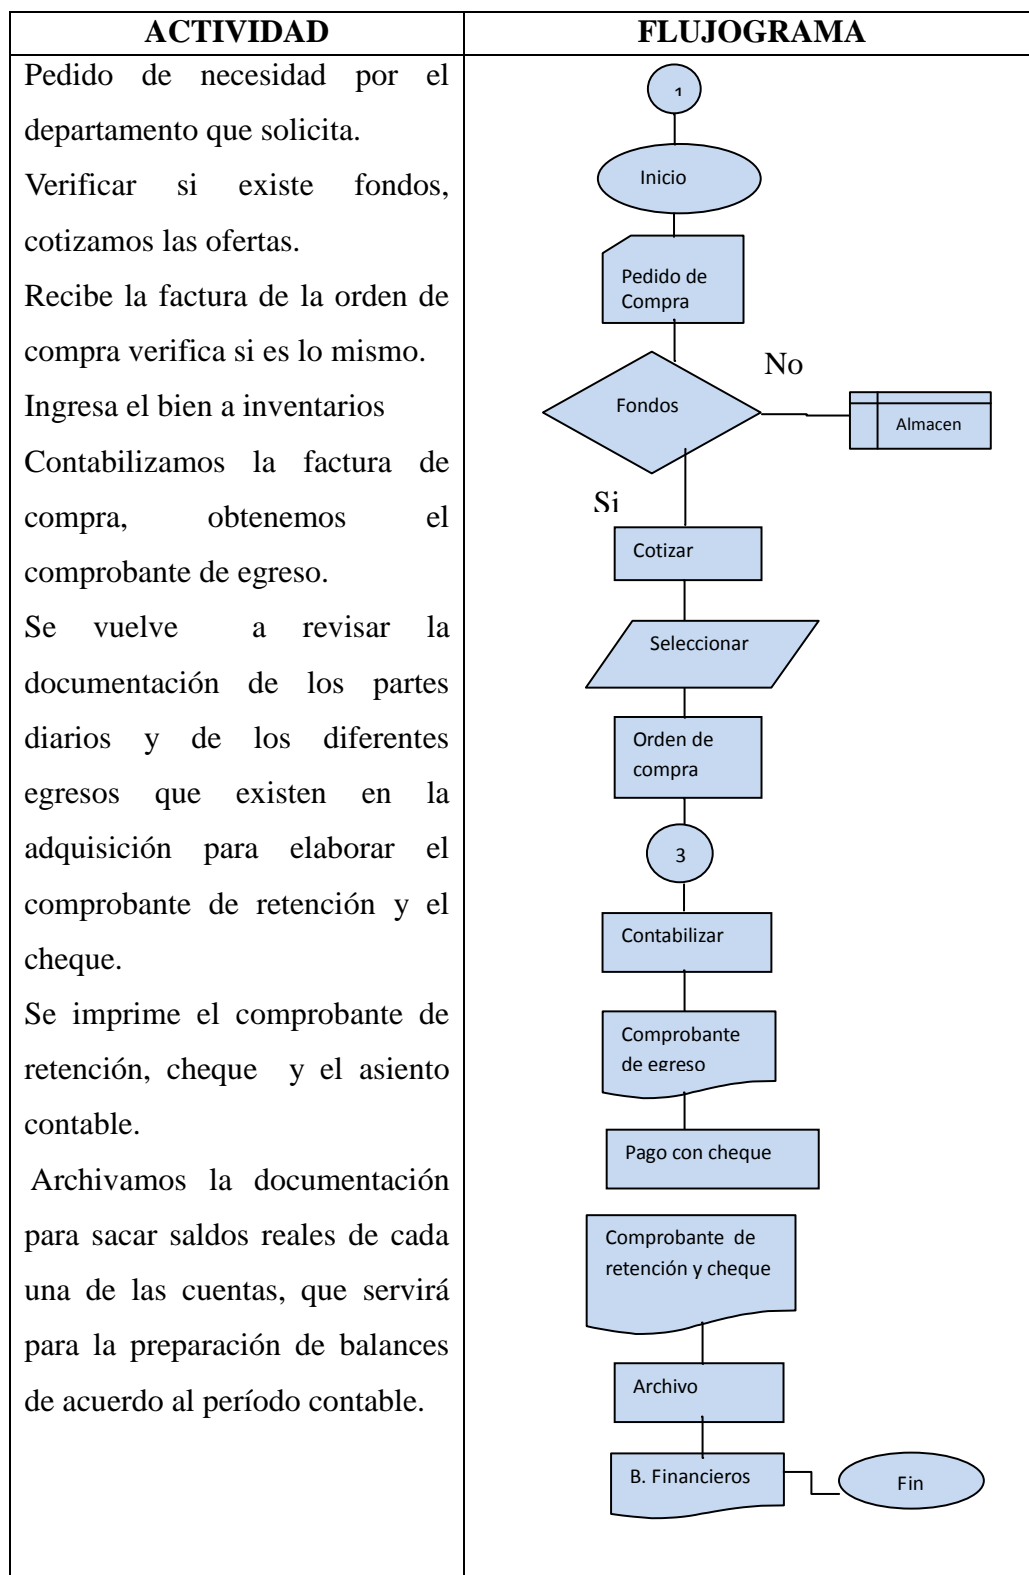 ACTIVIDAD
FLUJOGRAMA
Pedido de necesidad por el
departamento que solicita.
Verificar si existe fondos,
cotizamos las ofertas.
Recibe la factura de la orden de
compra verifica si es lo mismo.
Ingresa el bien a inventarios
Contabilizamos la factura de
compra, obtenemos el
comprobante de egreso.
Se vuelve a revisar la
documentación de los partes
diarios y de los diferentes
egresos que existen en la
adquisición para elaborar el
comprobante de retención y el
cheque.
Se imprime el comprobante de
retención, cheque y el asiento
contable.
Archivamos la documentación
para sacar saldos reales de cada
una de las cuentas, que servirá
para la preparación de balances
de acuerdo al período contable.
1
Inicio
Pedido de
Compra
Fondos
No
Almacen
Si
Cotizar
Seleccionar
Orden de
compra
3
Contabilizar
Comprobante
de egreso
Pago con cheque
Comprobante de
retención y cheque
Archivo
B. Financieros
Fin